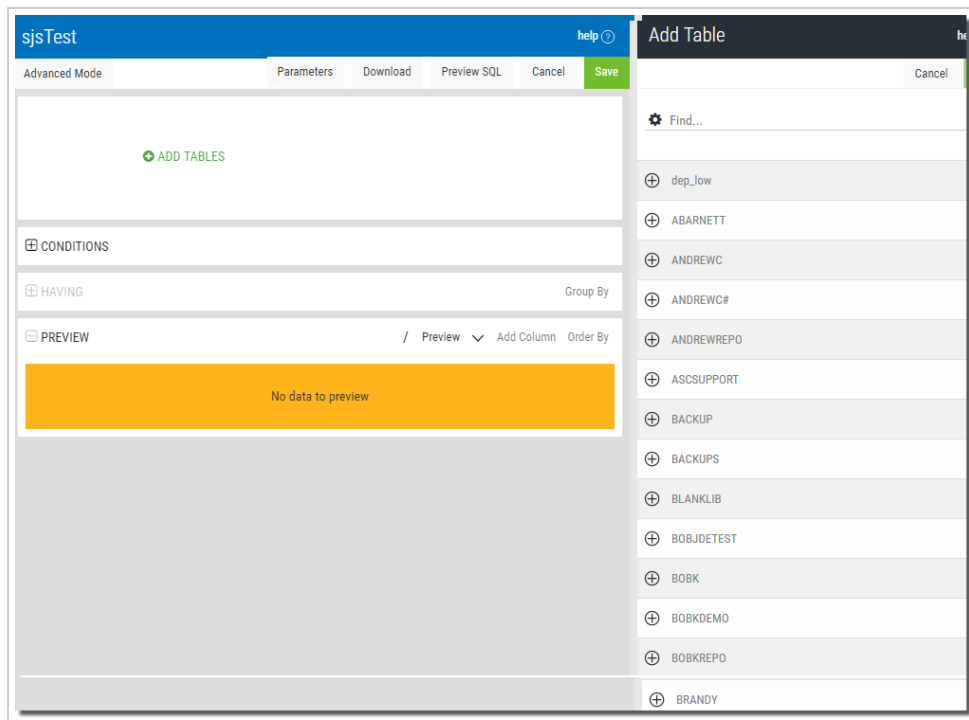 sjsTest
help ?
Advanced Mode
Parameters
Download
Preview SQL
Cancel
Save
ADD TABLES
CONDITIONS
HAVING
Group By
PREVIEW
/ Preview
Add Column
Order By
No data to preview
Add Table
he
Cancel
Find...
dep_low
ABARNETT
ANDREWC
ANDREWC#
ANDREWREPO
ASCSUPPORT
BACKUP
BACKUPS
BLANKLIB
BOBJDETEST
BOBK
BOBKDEMO
BOBKREPO
BRANDY